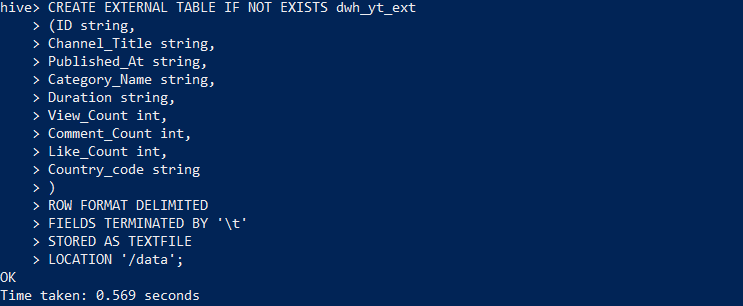 hive> CREATE EXTERNAL TABLE IF NOT EXISTS dwh_yt_ext
    > (ID string,
    > Channel_Title string,
    > Published_At string,
    > Category_Name string,
    > Duration string,
    > View_Count int,
    > Comment_Count int,
    > Like_Count int,
    > Country_code string
    > )
    > ROW FORMAT DELIMITED
    > FIELDS TERMINATED BY '\t'
    > STORED AS TEXTFILE
    > LOCATION '/data';
OK
Time taken: 0.569 seconds